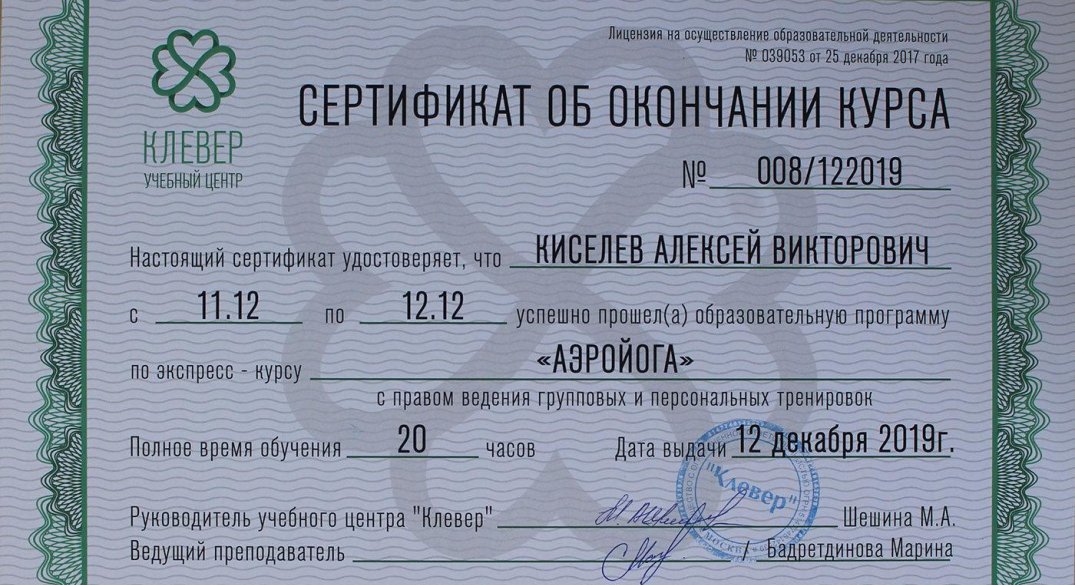 Лицензия на осуществление образовательной деятельности
№ 039053 от 25 декабря 2017 года
КЛЕВЕР
УЧЕБНЫЙ ЦЕНТР
СЕРТИФИКАТ ОБ ОКОНЧАНИИ КУРСА
№ 008/122019
Настоящий сертификат удостоверяет, что КИСЕЛЕВ АЛЕКСЕЙ ВИКТОРОВИЧ
с 11.12 по 12.12 успешно прошел(а) образовательную программу
по экспресс - курсу «АЭРОЙОГА»
с правом ведения групповых и персональных тренировок
Полное время обучения 20 часов Дата выдачи 12 декабря 2019г.
"Клевер"
МОСКВА
Руководитель учебного центра "Клевер" Шешина М.А.
Ведущий преподаватель / Бадретдинова Марина